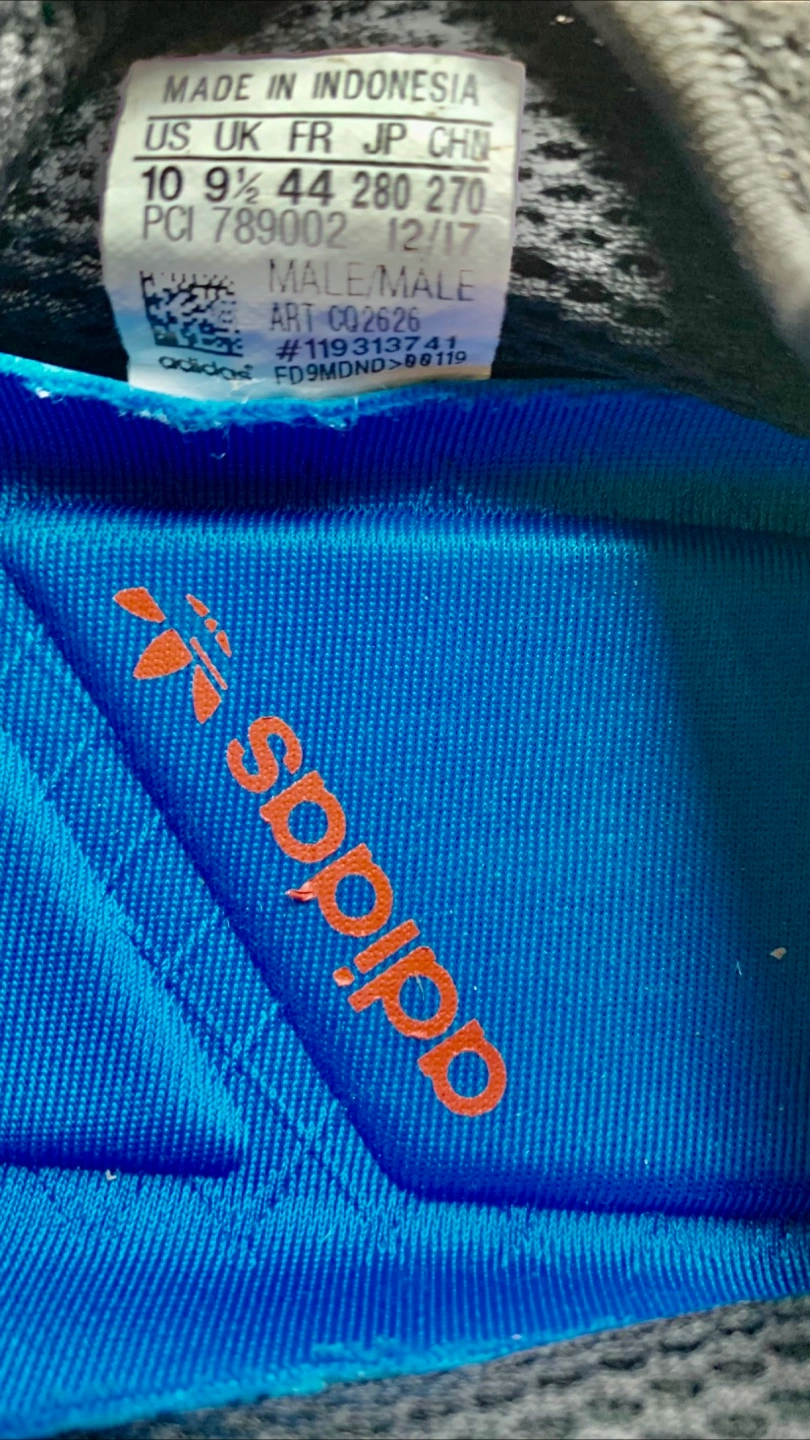 MADE IN INDONESIA
US UK FR JP CHN
10 9½ 44 280 270
PCI 789002 12/17
MALE/MALE
ART CQ2626
#119313741
adidas FD9MDND>00119
adidas